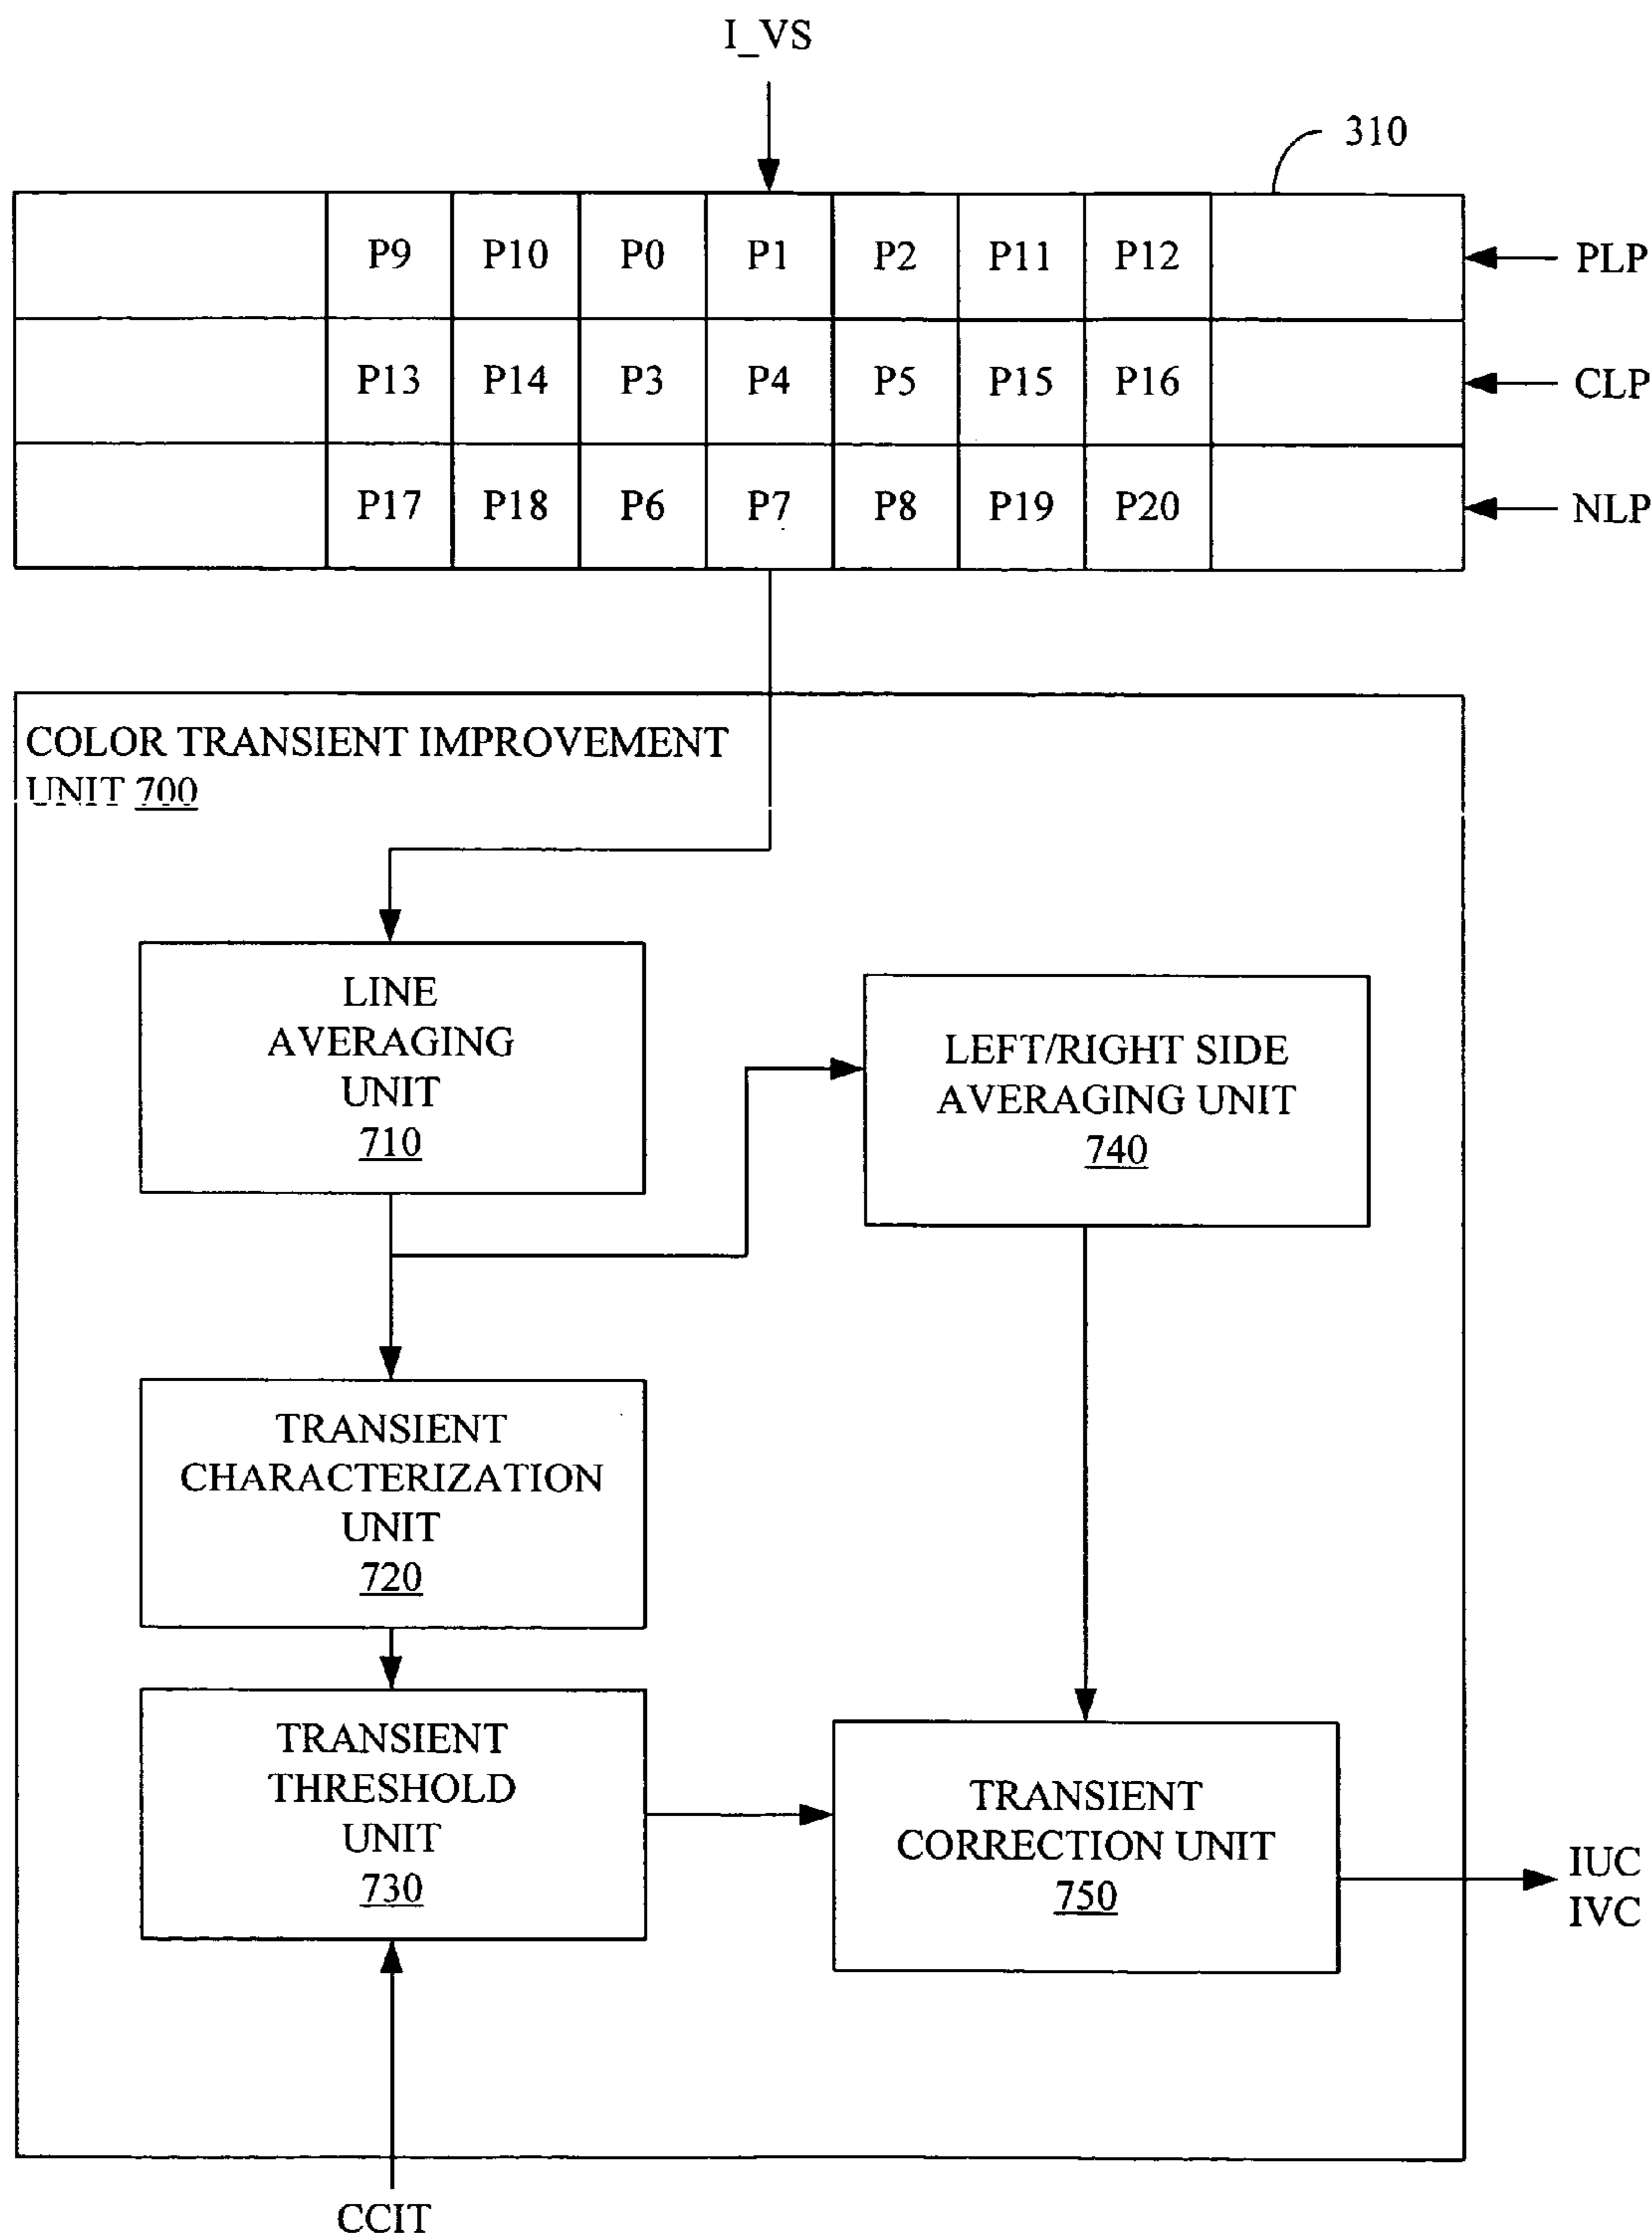 I_VS
310
P9 P10 P0 P1 P2 P11 P12
PLP
P13 P14 P3 P4 P5 P15 P16
CLP
P17 P18 P6 P7 P8 P19 P20
NLP
COLOR TRANSIENT IMPROVEMENT
UNIT 700
LINE
AVERAGING
UNIT
710
LEFT/RIGHT SIDE
AVERAGING UNIT
740
TRANSIENT
CHARACTERIZATION
UNIT
720
TRANSIENT
THRESHOLD
UNIT
730
TRANSIENT
CORRECTION UNIT
750
IUC
IVC
CCIT